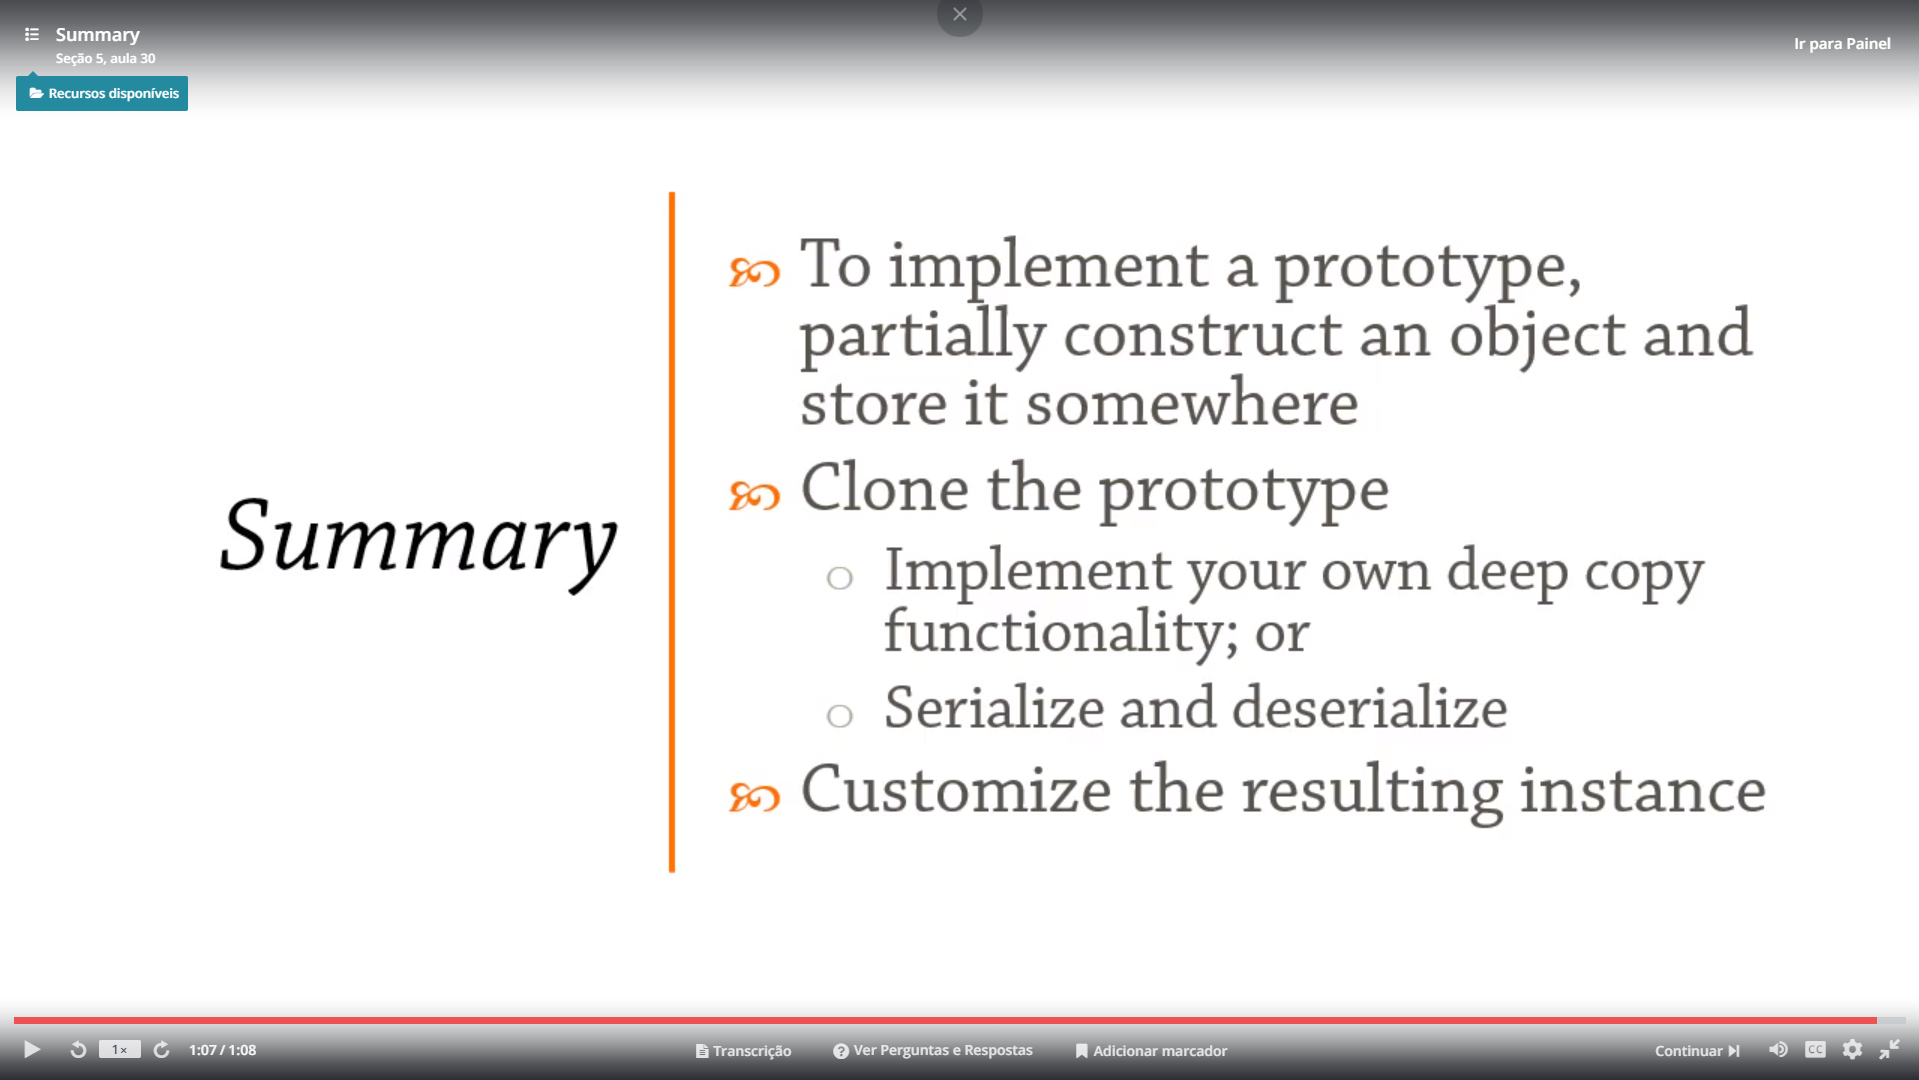 Summary
Seção 5, aula 30
Ir para Painel
Recursos disponíveis
Summary
To implement a prototype,
partially construct an object and
store it somewhere
Clone the prototype
Implement your own deep copy
functionality; or
Serialize and deserialize
Customize the resulting instance
1x
1:07 / 1:08
Transcrição
Ver Perguntas e Respostas
Adicionar marcador
Continuar
CC